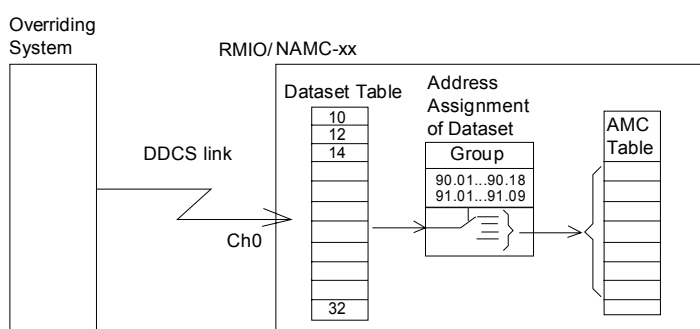 Overriding
System
RMIO/ NAMC-xx
Dataset Table
10
12
14
32
DDCS link
Ch0
Address
Assignment
of Dataset
Group
90.01...90.18
91.01...91.09
AMC
Table